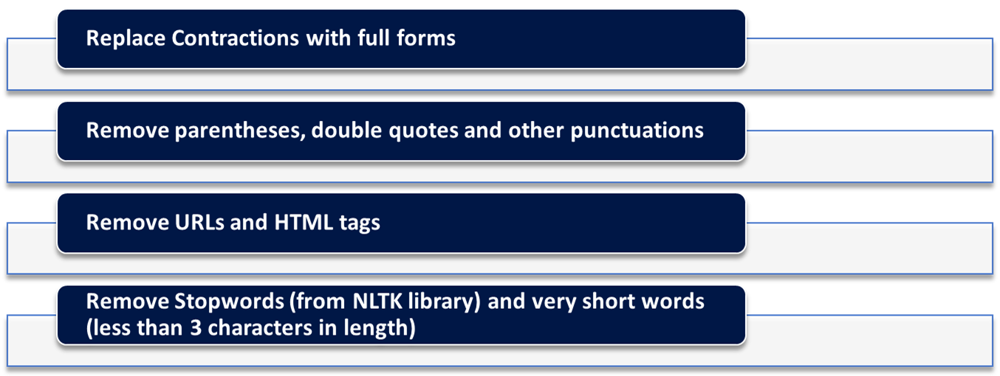 Replace Contractions with full forms
Remove parentheses, double quotes and other punctuations
Remove URLs and HTML tags
Remove Stopwords (from NLTK library) and very short words
(less than 3 characters in length)